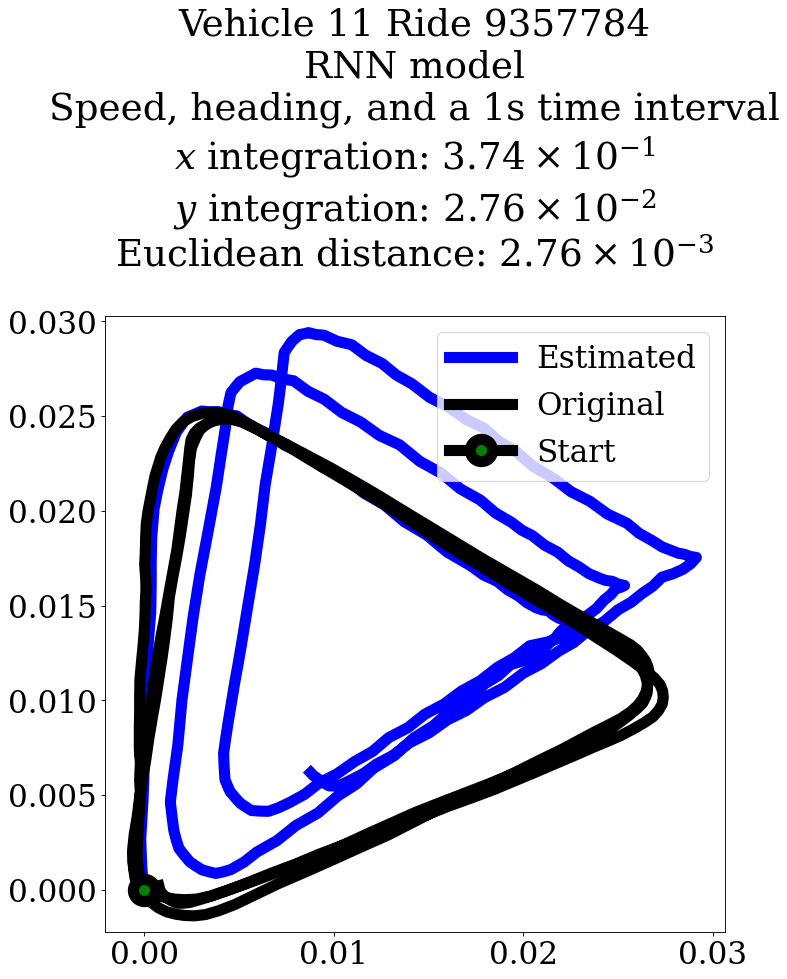 Vehicle 11 Ride 9357784
RNN model
Speed, heading, and a 1s time interval
x integration: 3.74 × 10⁻¹
y integration: 2.76 × 10⁻²
Euclidean distance: 2.76 × 10⁻³
0.030
0.025
0.020
0.015
0.010
0.005
0.000
Estimated
Original
Start
0.00 0.01 0.02 0.03